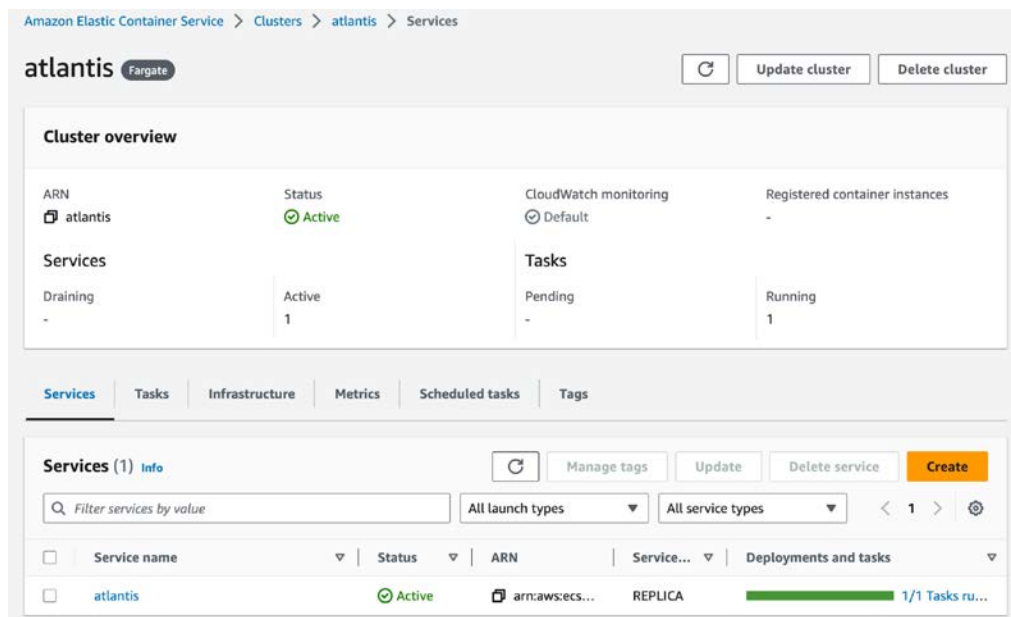 Amazon Elastic Container Service > Clusters > atlantis > Services
atlantis Fargate Update cluster Delete cluster
Cluster overview
ARN Status CloudWatch monitoring Registered container instances
atlantis Active Default -
Services Tasks
Draining Active Pending Running
- 1 - 1
Services Tasks Infrastructure Metrics Scheduled tasks Tags
Services (1) Info Manage tags Update Delete service Create
Filter services by value All launch types All service types < 1 >
Service name Status ARN Service... Deployments and tasks
atlantis Active arn:aws:ecs... REPLICA 1/1 Tasks ru...